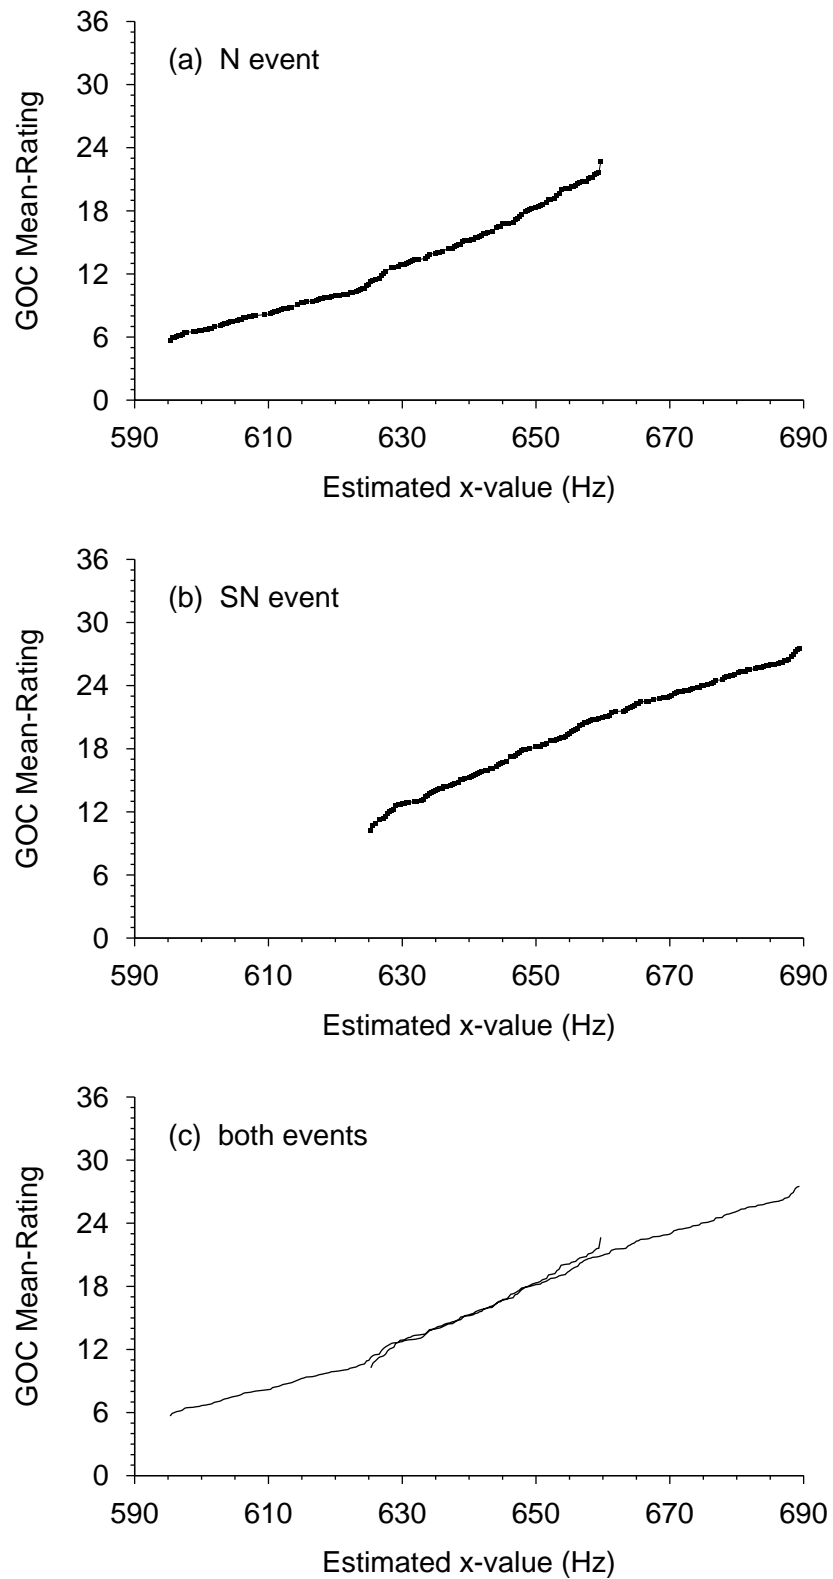 36
(a) N event
30
24
18
12
6
0
GOC Mean-Rating
590 610 630 650 670 690
Estimated x-value (Hz)
36
(b) SN event
30
24
18
12
6
0
GOC Mean-Rating
590 610 630 650 670 690
Estimated x-value (Hz)
36
(c) both events
30
24
18
12
6
0
GOC Mean-Rating
590 610 630 650 670 690
Estimated x-value (Hz)